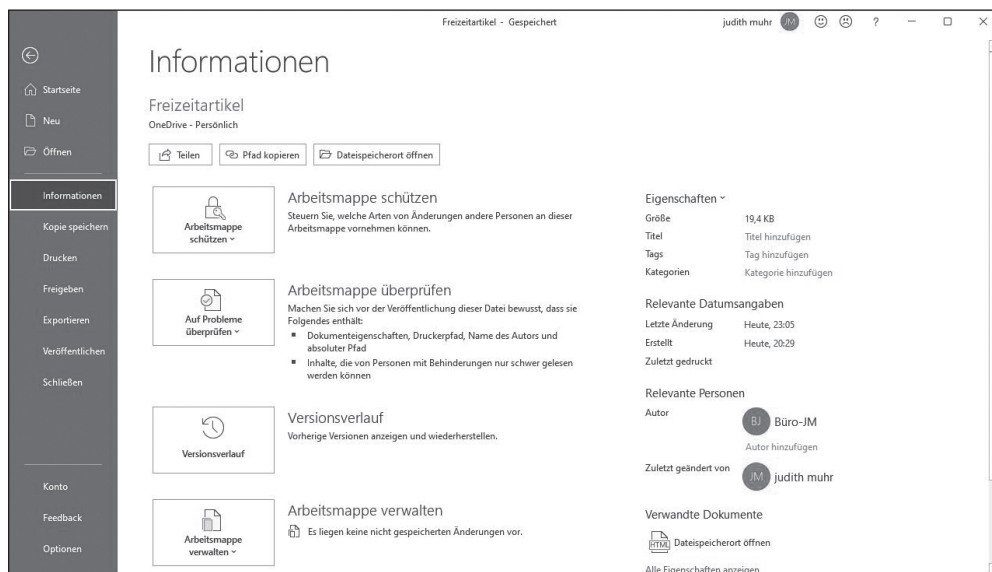 Freizeitartikel - Gespeichert
judith muhr
JM
?
Startseite
Neu
Öffnen
Informationen
Kopie speichern
Drucken
Freigeben
Exportieren
Veröffentlichen
Schließen
Konto
Feedback
Optionen
Informationen
Freizeitartikel
OneDrive - Persönlich
Teilen
Pfad kopieren
Dateispeicherort öffnen
Arbeitsmappe
schützen
Arbeitsmappe schützen
Steuern Sie, welche Arten von Änderungen andere Personen an dieser
Arbeitsmappe vornehmen können.
Auf Probleme
überprüfen
Arbeitsmappe überprüfen
Machen Sie sich vor der Veröffentlichung dieser Datei bewusst, dass sie
Folgendes enthält:
Dokumenteigenschaften, Druckerpfad, Name des Autors und
absoluter Pfad
Inhalte, die von Personen mit Behinderungen nur schwer gelesen
werden können
Versionsverlauf
Versionsverlauf
Vorherige Versionen anzeigen und wiederherstellen.
Arbeitsmappe
verwalten
Arbeitsmappe verwalten
Es liegen keine nicht gespeicherten Änderungen vor.
Eigenschaften
Größe 19,4 KB
Titel Titel hinzufügen
Tags Tag hinzufügen
Kategorien Kategorie hinzufügen
Relevante Datumsangaben
Letzte Änderung Heute, 23:05
Erstellt Heute, 20:29
Zuletzt gedruckt
Relevante Personen
Autor
BJ Büro-JM
Autor hinzufügen
Zuletzt geändert von
JM judith muhr
Verwandte Dokumente
HTML Dateispeicherort öffnen
Alle Eigenschaften anzeigen